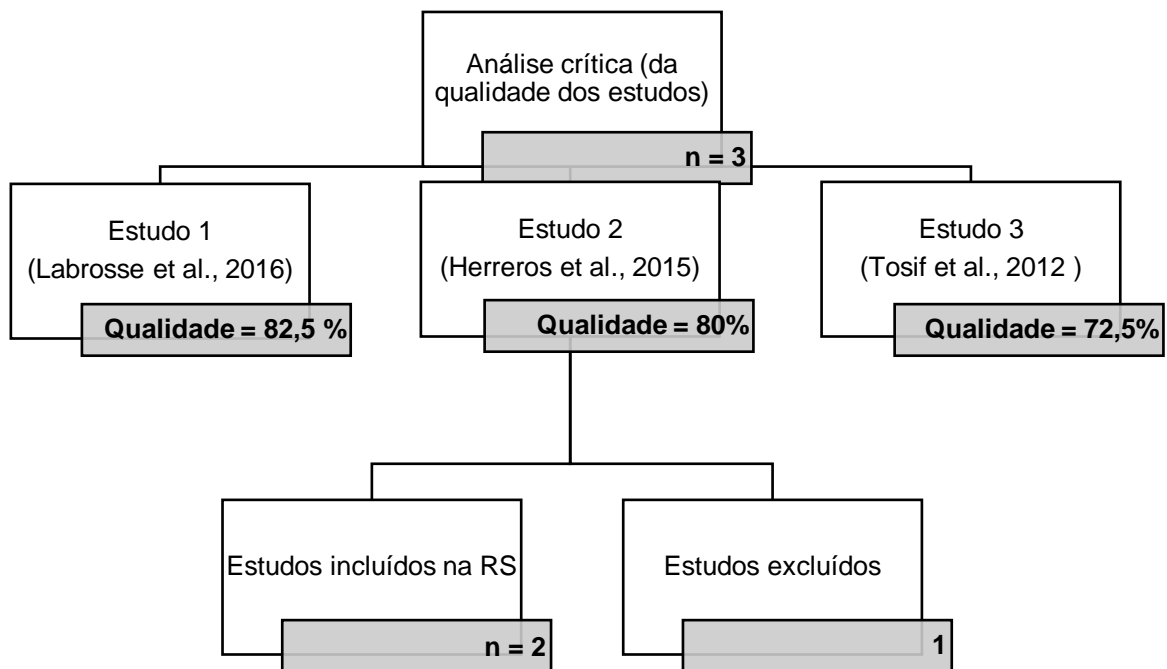 Análise crítica (da
qualidade dos estudos)
n = 3
Estudo 1
(Labrosse et al., 2016)
Qualidade = 82,5 %
Estudo 2
(Herreros et al., 2015)
Qualidade = 80%
Estudo 3
(Tosif et al., 2012 )
Qualidade = 72,5%
Estudos incluídos na RS
n = 2
Estudos excluídos
1